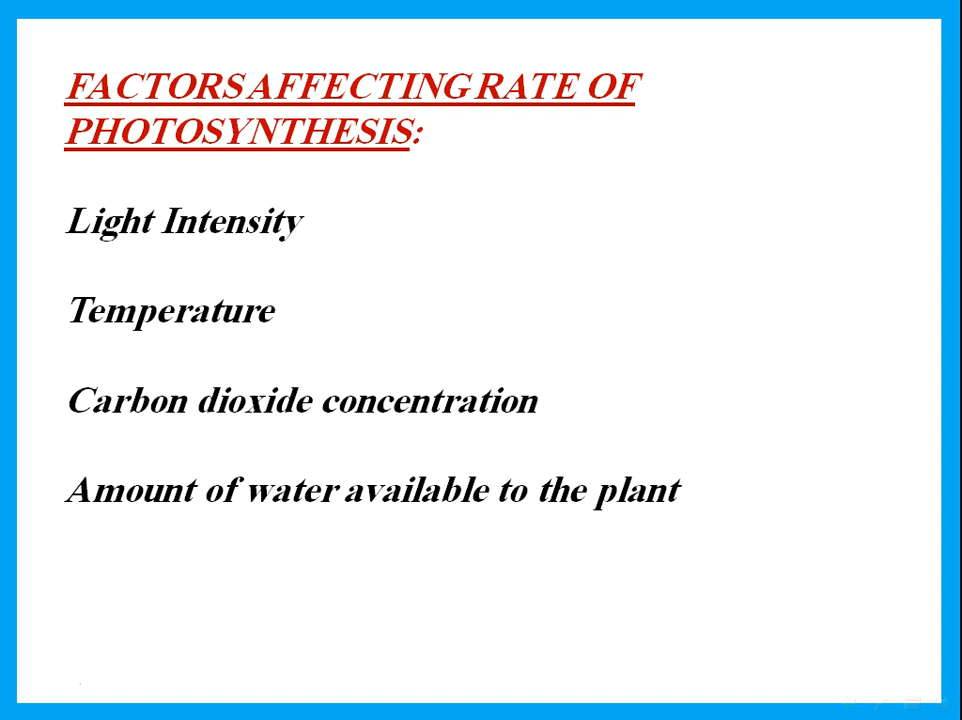 FACTORS AFFECTING RATE OF
PHOTOSYNTHESIS:
Light Intensity
Temperature
Carbon dioxide concentration
Amount of water available to the plant